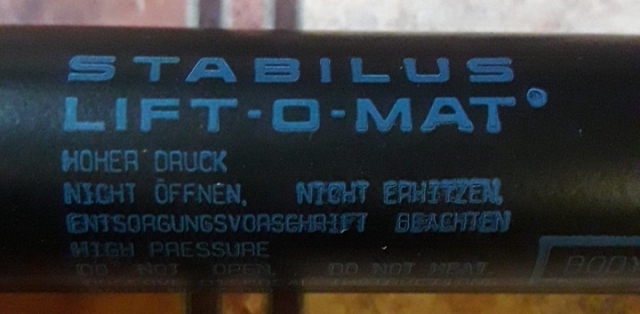 STABILUS
LIFT-O-MAT®
HOHER DRUCK
NICHT ÖFFNEN, NICHT ERHITZEN,
ENTSORGUNGSVORSCHRIFT BEACHTEN
HIGH PRESSURE
DO NOT OPEN. DO NOT HEAT.
BODY